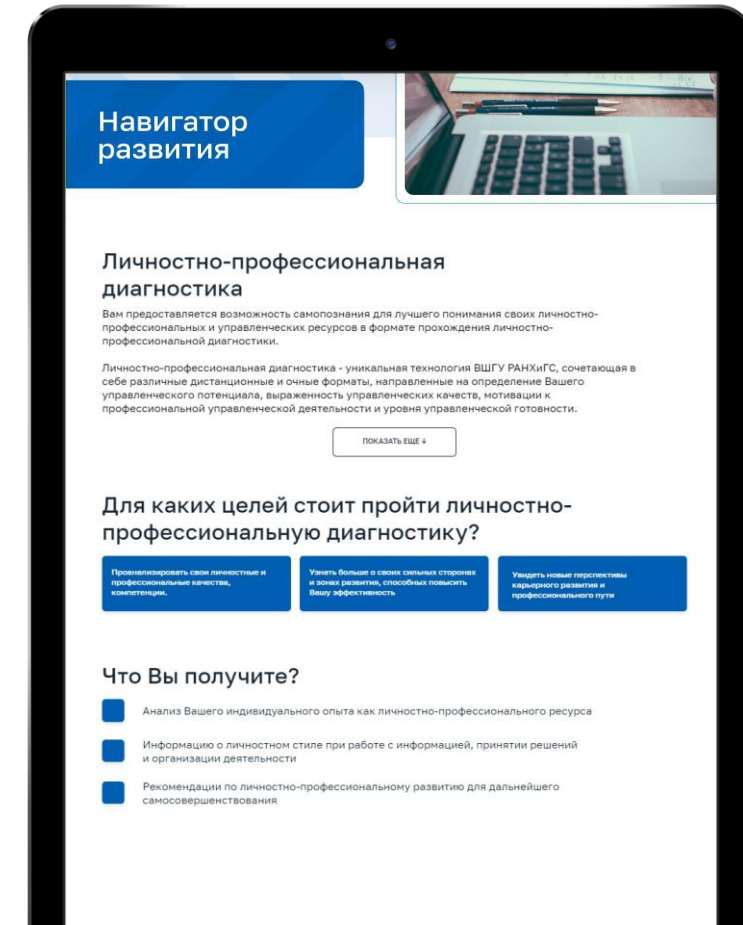 Навигатор
развития
Личностно-профессиональная
диагностика
Вам предоставляется возможность самопознания для лучшего понимания своих личностно-
профессиональных и управленческих ресурсов в формате прохождения личностно-
профессиональной диагностики.
Личностно-профессиональная диагностика - уникальная технология ВШГУ РАНХиГС, сочетающая в
себе различные дистанционные и очные форматы, направленные на определение Вашего
управленческого потенциала, выраженность управленческих качеств, мотивации к
профессиональной управленческой деятельности и уровня управленческой готовности.
ПОКАЗАТЬ ЕЩЕ ↓
Для каких целей стоит пройти личностно-
профессиональную диагностику?
Проанализировать свои личностные и
профессиональные качества,
компетенции.
Узнать больше о своих сильных сторонах
и зонах развития, способных повысить
Вашу эффективность
Увидеть новые перспективы
карьерного развития и
профессионального пути
Что Вы получите?
Анализ Вашего индивидуального опыта как личностно-профессионального ресурса
Информацию о личностном стиле при работе с информацией, принятии решений
и организации деятельности
Рекомендации по личностно-профессиональному развитию для дальнейшего
самосовершенствования